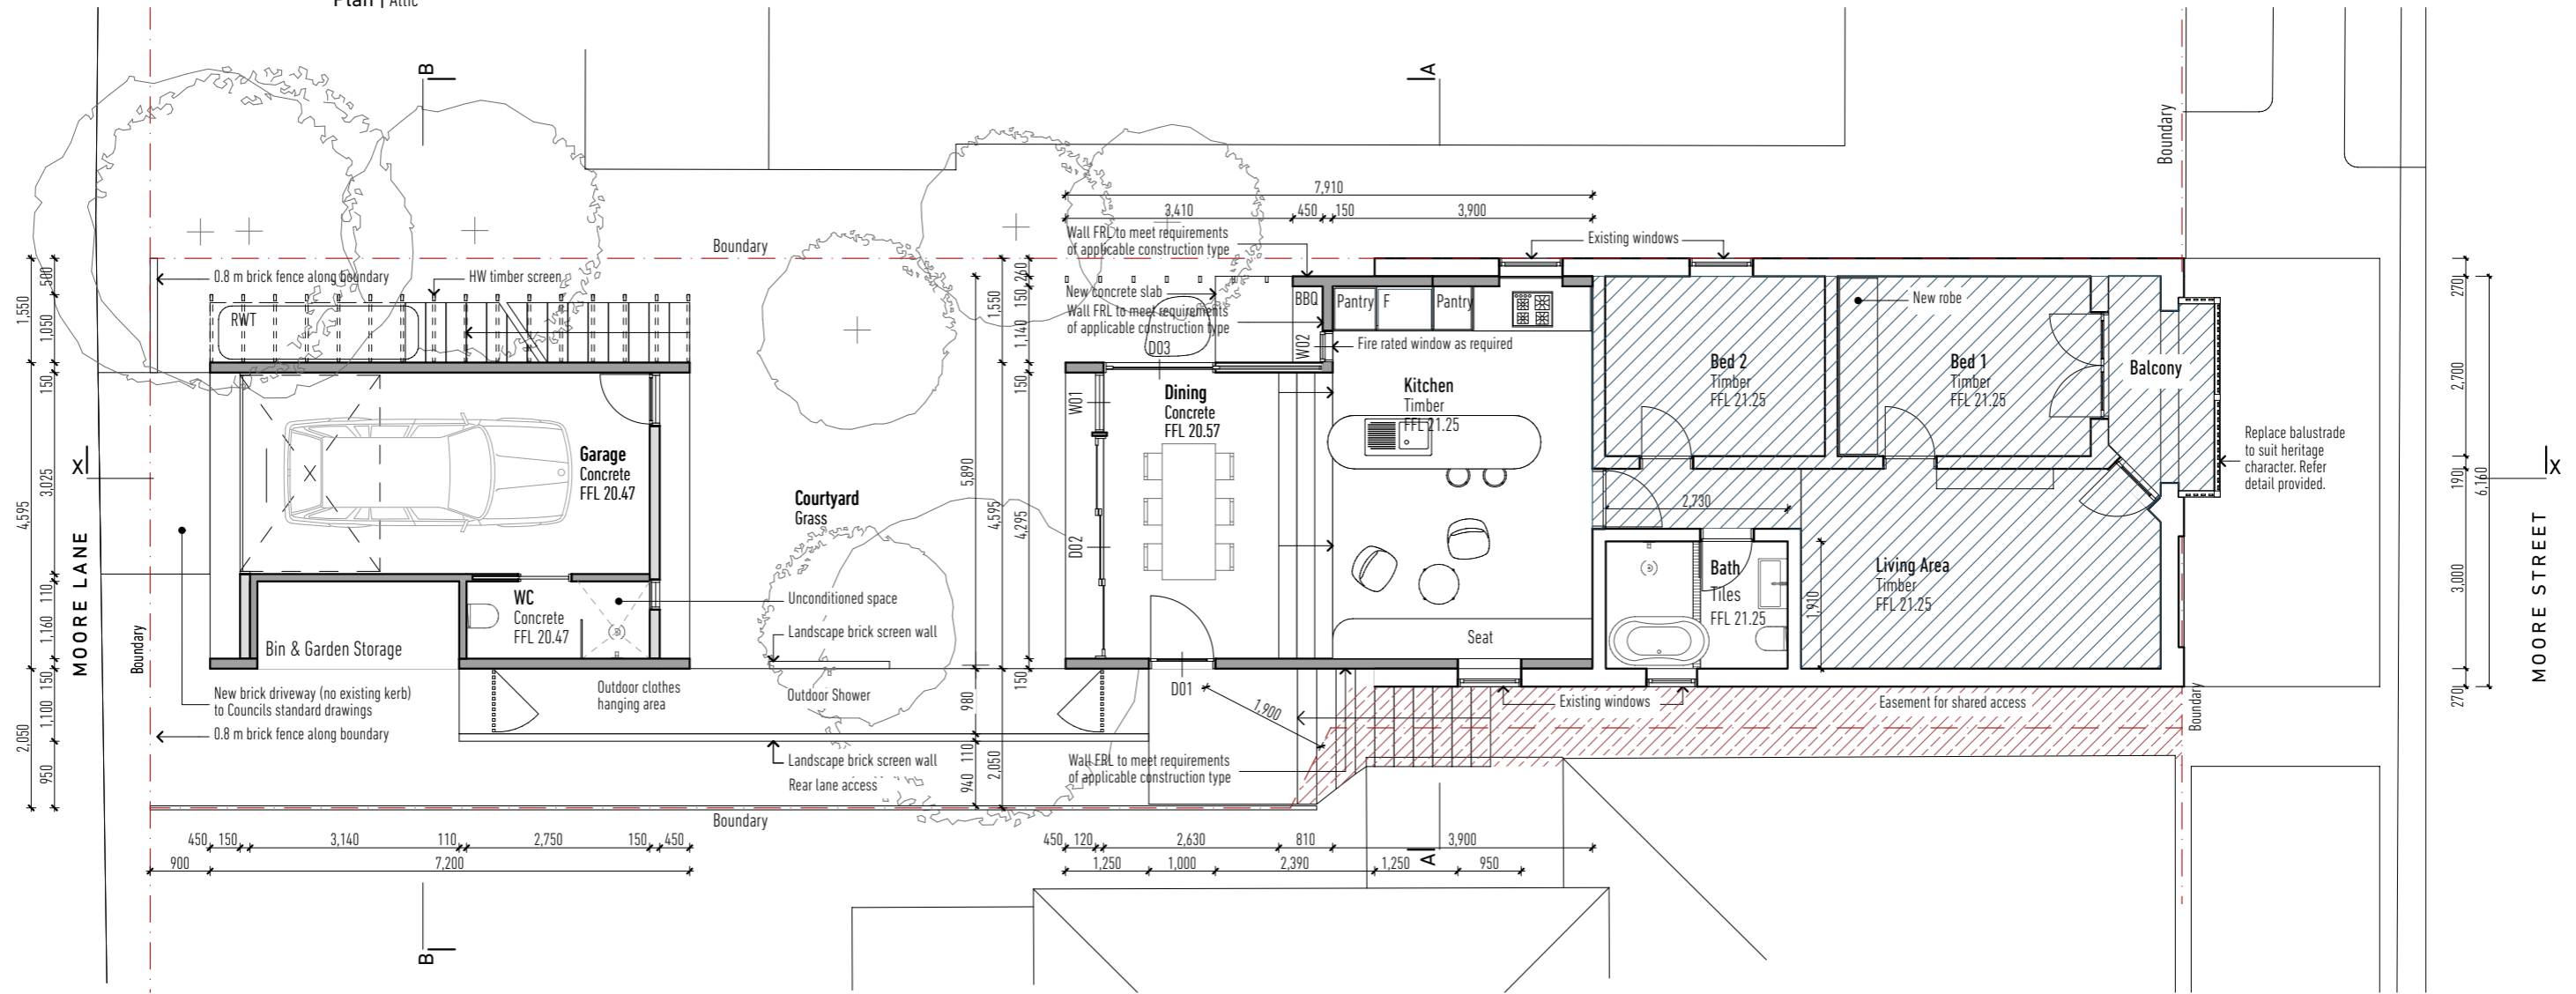 Plan | Attic
B
A
Boundary
7,910
3,410
450
150
3,900
Wall FRL to meet requirements
of applicable construction type
Existing windows
Boundary
0.8 m brick fence along boundary
HW timber screen
New concrete slab
Wall FRL to meet requirements
of applicable construction type
BBQ
Pantry
F
Pantry
New robe
RWT
D03
W02
Fire rated window as required
Bed 2
Timber
FFL 21.25
Bed 1
Timber
FFL 21.25
Balcony
Kitchen
Timber
FFL 21.25
Dining
Concrete
FFL 20.57
W01
D02
X
X
Garage
Concrete
FFL 20.47
Courtyard
Grass
Replace balustrade
to suit heritage
character. Refer
detail provided.
X
2,730
1,910
Bath
Tiles
FFL 21.25
Living Area
Timber
FFL 21.25
WC
Concrete
FFL 20.47
Unconditioned space
Landscape brick screen wall
Seat
Bin & Garden Storage
MOORE LANE
MOORE STREET
Boundary
New brick driveway (no existing kerb)
to Councils standard drawings
0.8 m brick fence along boundary
Outdoor clothes
hanging area
Outdoor Shower
D01
1,900
Existing windows
Easement for shared access
Boundary
Landscape brick screen wall
Rear lane access
Wall FRL to meet requirements
of applicable construction type
Boundary
1,550
4,595
2,050
500
1,050
150
3,025
110
1,160
150
1,100
950
5,890
980
110
940
1,550
4,595
2,050
260
150
1,140
150
4,295
150
270
2,700
190
3,000
270
6,160
450
150
3,140
110
2,750
150
450
900
7,200
450
120
2,630
810
3,900
1,250
1,000
2,390
1,250
950
A
B